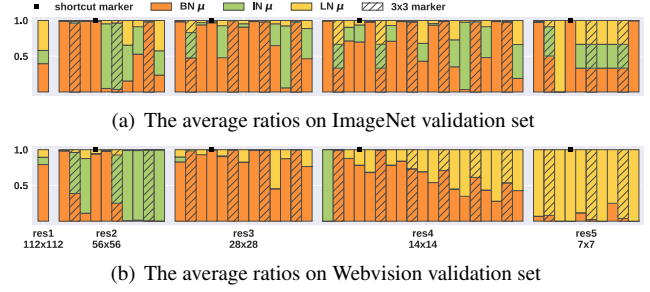 shortcut marker BN μ IN μ LN μ 3x3 marker
1.0
0.5
(a) The average ratios on ImageNet validation set
1.0
0.5
res1 res2 res3 res4 res5
112x112 56x56 28x28 14x14 7x7
(b) The average ratios on Webvision validation set